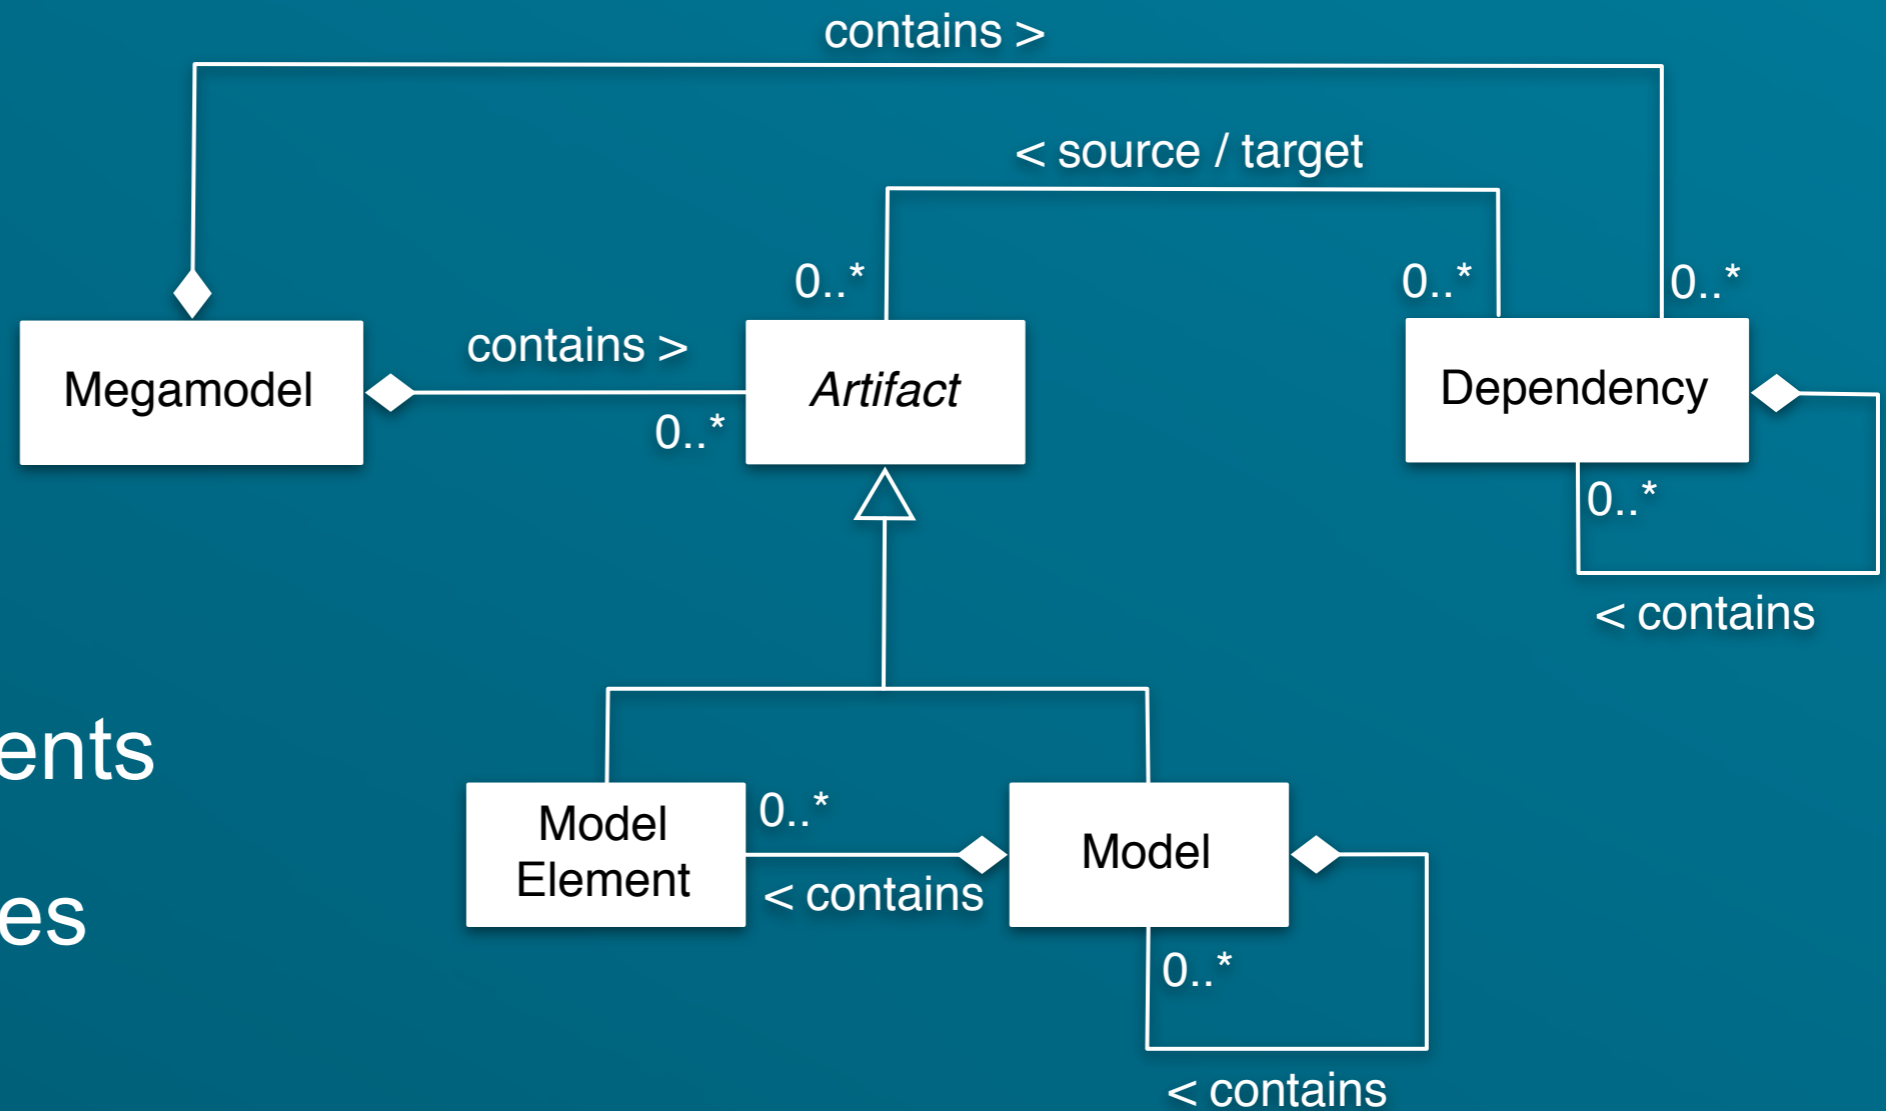 contains >
< source / target
0..*
0..*
0..*
contains >
Megamodel
Artifact
Dependency
0..*
0..*
< contains
ents
Model
Element
0..*
Model
< contains
es
0..*
< contains